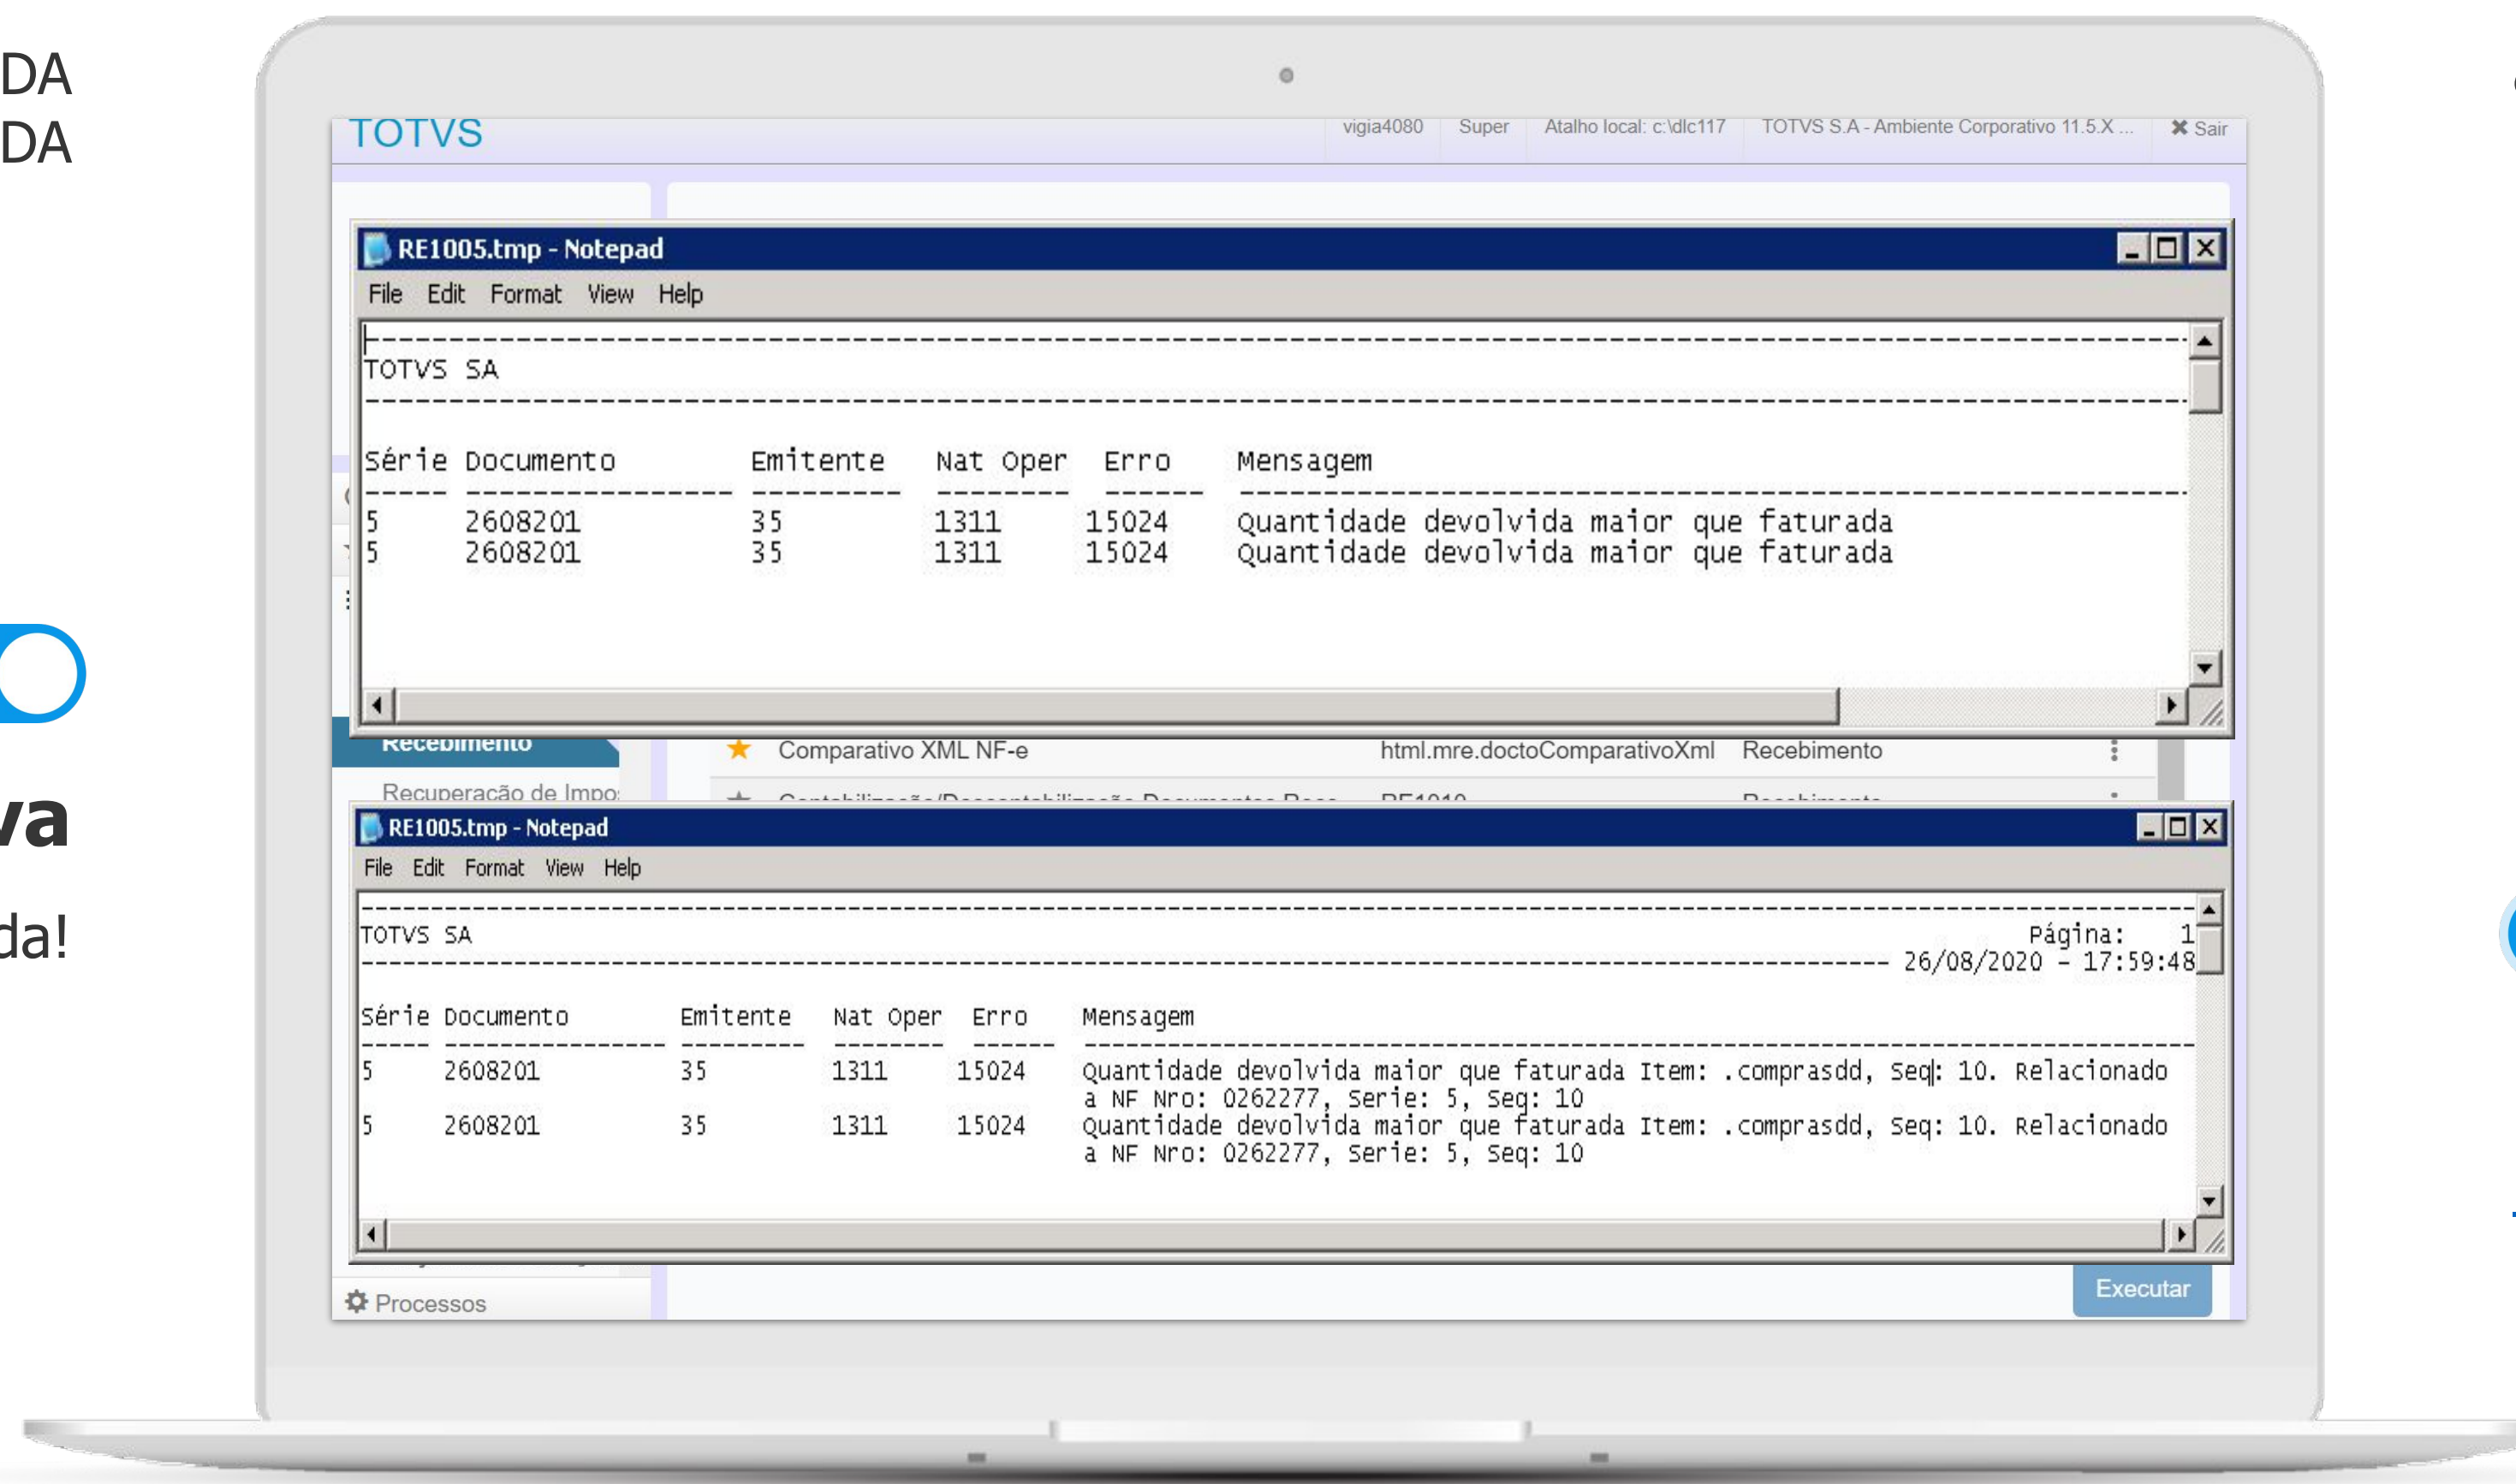 DA
DA
va
da!
TOTVS
vigia4080 Super Atalho local: c:\dlc117 TOTVS S.A - Ambiente Corporativo 11.5.X ... Sair
RE1005.tmp - Notepad
File Edit Format View Help
TOTVS SA
Série Documento Emitente Nat Oper Erro Mensagem
5 2608201 35 1311 15024 Quantidade devolvida maior que faturada
5 2608201 35 1311 15024 Quantidade devolvida maior que faturada
Recebimento
Comparativo XML NF-e html.mre.doctoComparativoXml Recebimento
Recuperação de Impo
Contabilização/Descontabilização Documentos Rece RE1010 Recebimento
RE1005.tmp - Notepad
File Edit Format View Help
TOTVS SA Página: 1
26/08/2020 - 17:59:48
Série Documento Emitente Nat Oper Erro Mensagem
5 2608201 35 1311 15024 Quantidade devolvida maior que faturada Item: .comprasdd, Seq: 10. Relacionado
a NF Nro: 0262277, Serie: 5, Seq: 10
5 2608201 35 1311 15024 Quantidade devolvida maior que faturada Item: .comprasdd, Seq: 10. Relacionado
a NF Nro: 0262277, Serie: 5, Seq: 10
Processos
Executar